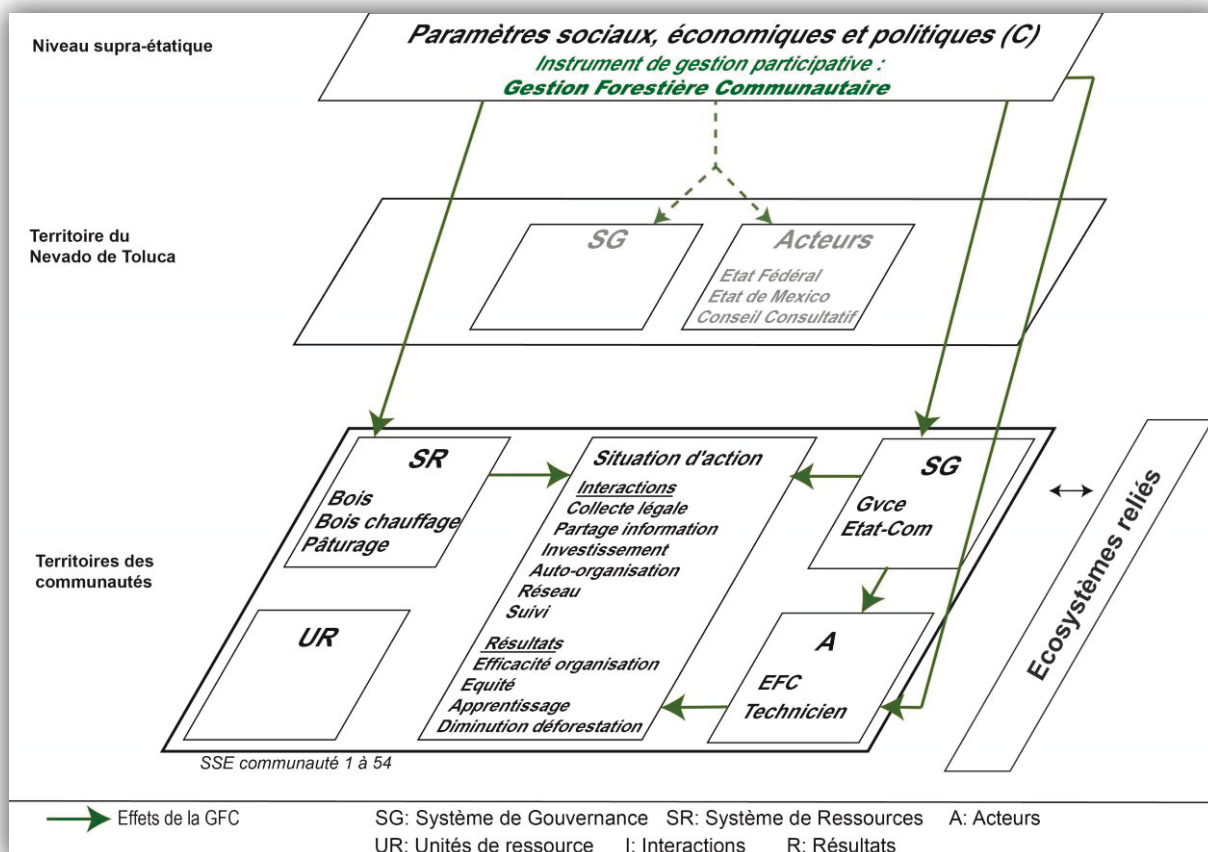 Niveau supra-étatique
Paramètres sociaux, économiques et politiques (C)
Instrument de gestion participative :
Gestion Forestière Communautaire
Territoire du
Nevado de Toluca
SG
Acteurs
Etat Fédéral
Etat de Mexico
Conseil Consultatif
Territoires des
communautés
SR
Bois
Bois chauffage
Pâturage
UR
Situation d'action
Interactions
Collecte légale
Partage information
Investissement
Auto-organisation
Réseau
Suivi
Résultats
Efficacité organisation
Equité
Apprentissage
Diminution déforestation
SG
Gvce
Etat-Com
A
EFC
Technicien
Ecosystèmes reliés
SSE communauté 1 à 54
Effets de la GFC
SG: Système de Gouvernance SR: Système de Ressources A: Acteurs
UR: Unités de ressource I: Interactions R: Résultats